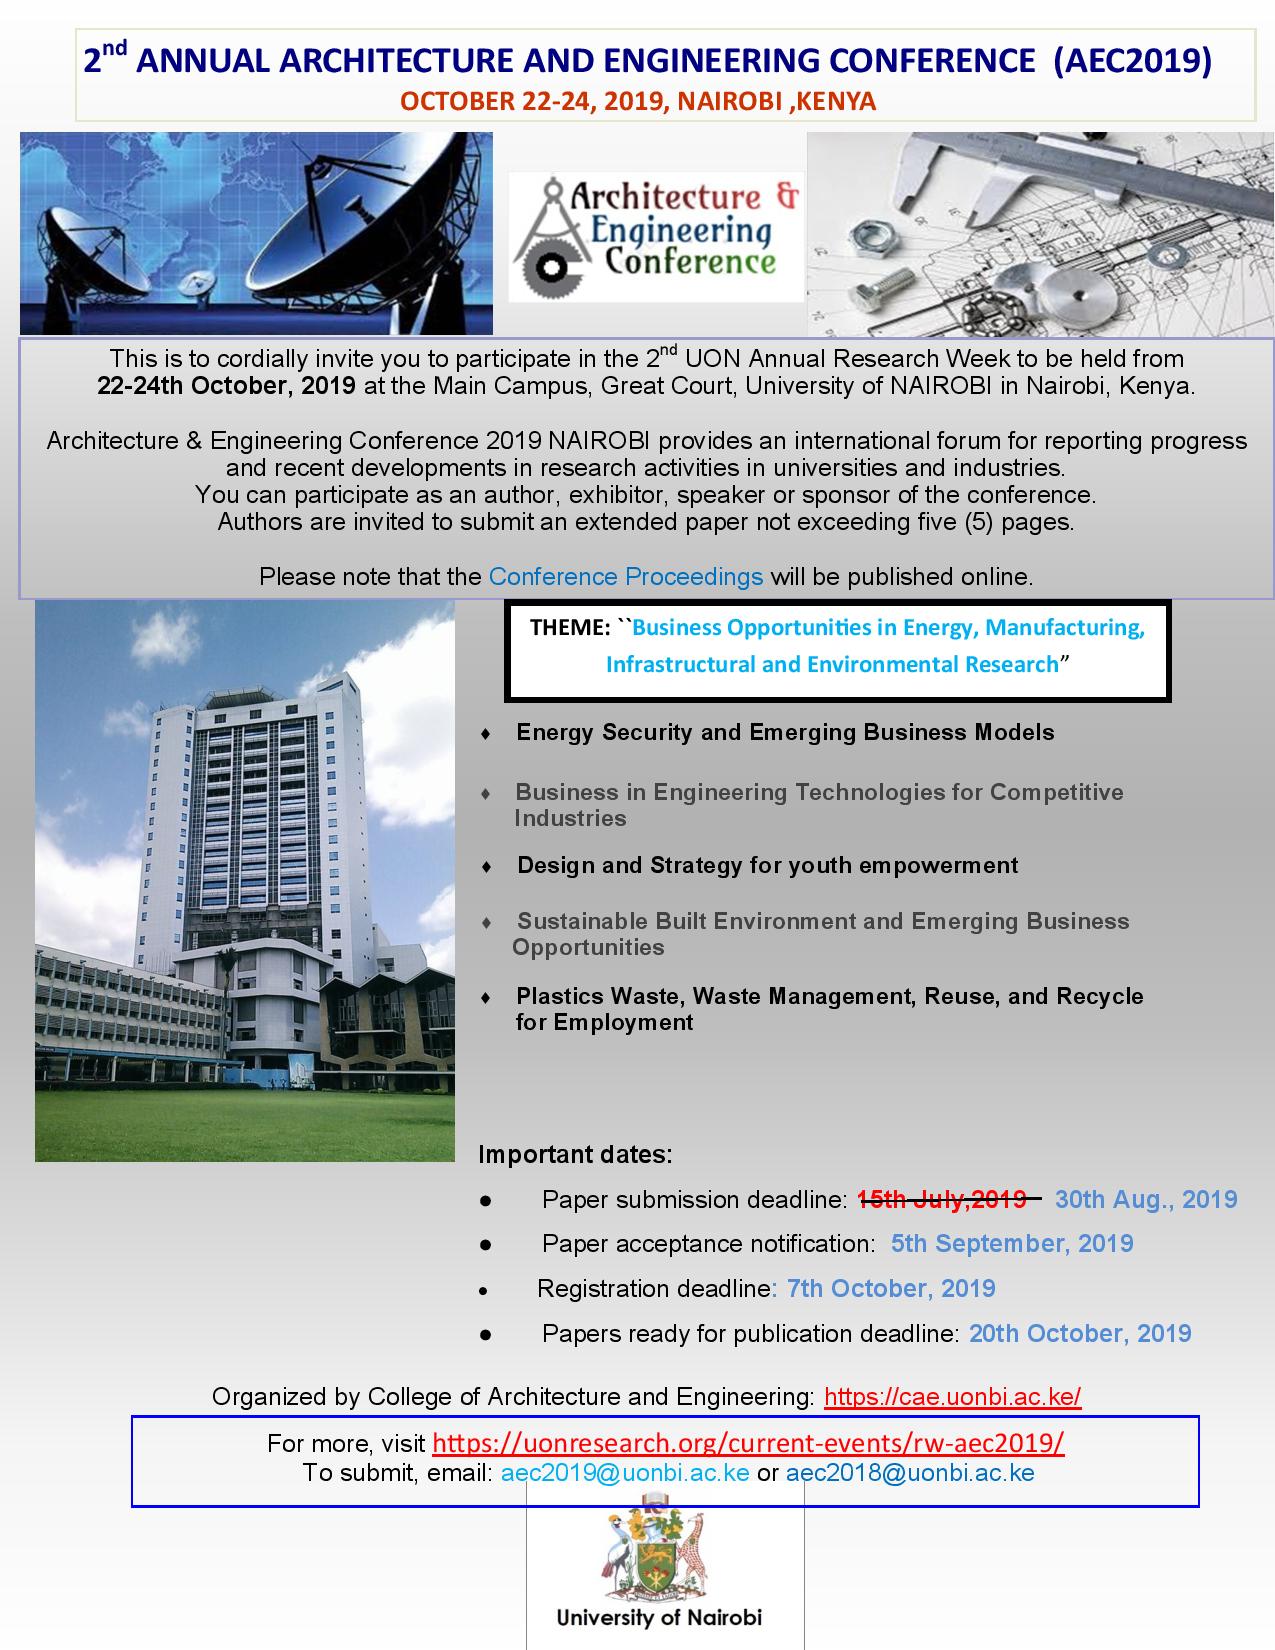 2nd ANNUAL ARCHITECTURE AND ENGINEERING CONFERENCE (AEC2019)
OCTOBER 22-24, 2019, NAIROBI ,KENYA
Architecture &
Engineering
Conference
This is to cordially invite you to participate in the 2nd UON Annual Research Week to be held from
22-24th October, 2019 at the Main Campus, Great Court, University of NAIROBI in Nairobi, Kenya.
Architecture & Engineering Conference 2019 NAIROBI provides an international forum for reporting progress
and recent developments in research activities in universities and industries.
You can participate as an author, exhibitor, speaker or sponsor of the conference.
Authors are invited to submit an extended paper not exceeding five (5) pages.
Please note that the Conference Proceedings will be published online.
THEME: ``Business Opportunities in Energy, Manufacturing,
Infrastructural and Environmental Research”
♦ Energy Security and Emerging Business Models
♦ Business in Engineering Technologies for Competitive
Industries
♦ Design and Strategy for youth empowerment
♦ Sustainable Built Environment and Emerging Business
Opportunities
♦ Plastics Waste, Waste Management, Reuse, and Recycle
for Employment
Important dates:
● Paper submission deadline: 15th July,2019 30th Aug., 2019
● Paper acceptance notification: 5th September, 2019
● Registration deadline: 7th October, 2019
● Papers ready for publication deadline: 20th October, 2019
Organized by College of Architecture and Engineering: https://cae.uonbi.ac.ke/
For more, visit https://uonresearch.org/current-events/rw-aec2019/
To submit, email: aec2019@uonbi.ac.ke or aec2018@uonbi.ac.ke
University of Nairobi